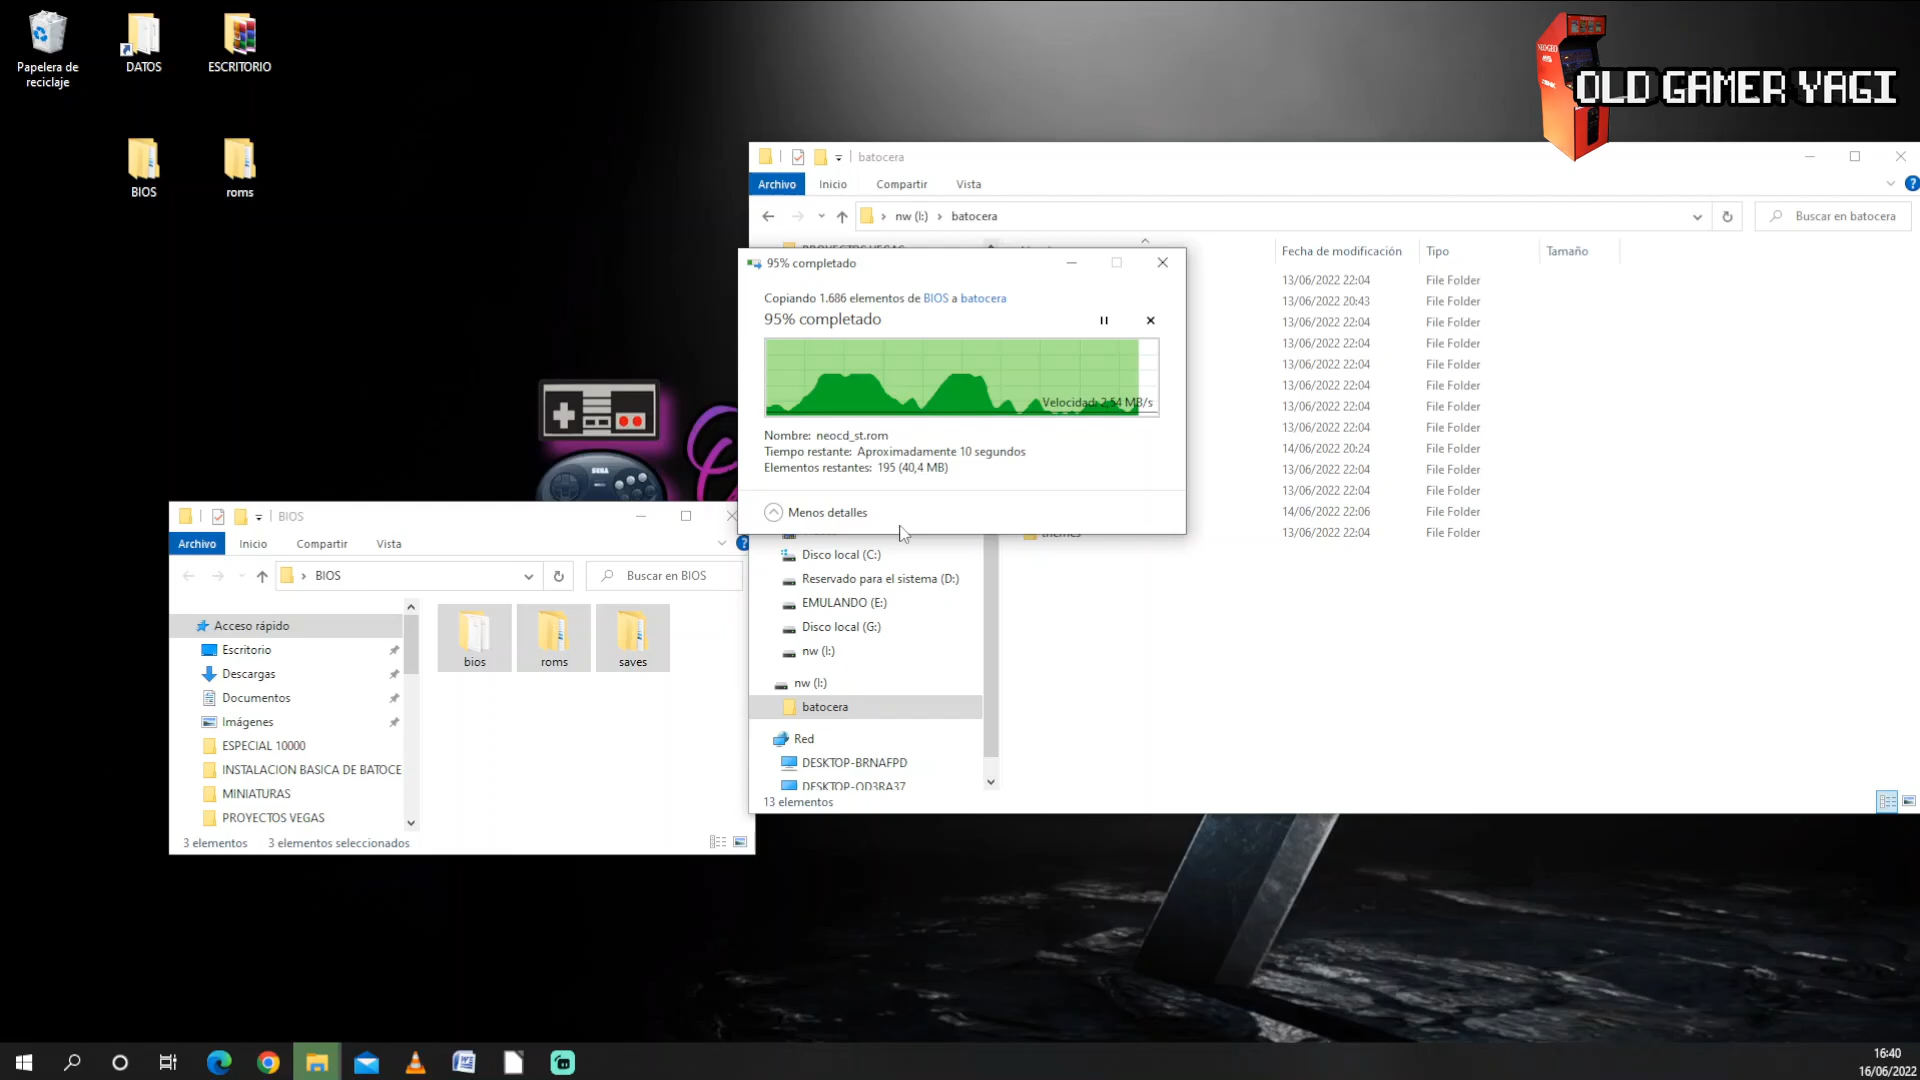 Papelera de
reciclaje
DATOS
ESCRITORIO
BIOS
roms
OLD GAMER YAGI
batocera
Archivo
Inicio
Compartir
Vista
nw (I:)
batocera
Buscar en batocera
Fecha de modificación
Tipo
Tamaño
13/06/2022 22:04 File Folder
13/06/2022 20:43 File Folder
13/06/2022 22:04 File Folder
13/06/2022 22:04 File Folder
13/06/2022 22:04 File Folder
13/06/2022 22:04 File Folder
13/06/2022 22:04 File Folder
13/06/2022 22:04 File Folder
14/06/2022 20:24 File Folder
13/06/2022 22:04 File Folder
13/06/2022 22:04 File Folder
14/06/2022 22:06 File Folder
13/06/2022 22:04 File Folder
PROYECTOS VEGAS
themes
95% completado
Copiando 1.686 elementos de BIOS a batocera
95% completado
Velocidad: 2,54 MB/s
Nombre: neocd_st.rom
Tiempo restante: Aproximadamente 10 segundos
Elementos restantes: 195 (40,4 MB)
Menos detalles
Disco local (C:)
Reservado para el sistema (D:)
EMULANDO (E:)
Disco local (G:)
nw (I:)
nw (I:)
batocera
Red
DESKTOP-BRNAFPD
DESKTOP-OD3RA37
13 elementos
SEGA
BIOS
Archivo
Inicio
Compartir
Vista
BIOS
Buscar en BIOS
Acceso rápido
Escritorio
Descargas
Documentos
Imágenes
ESPECIAL 10000
INSTALACION BASICA DE BATOCE
MINIATURAS
PROYECTOS VEGAS
bios
roms
saves
3 elementos
3 elementos seleccionados
16:40
16/06/2022